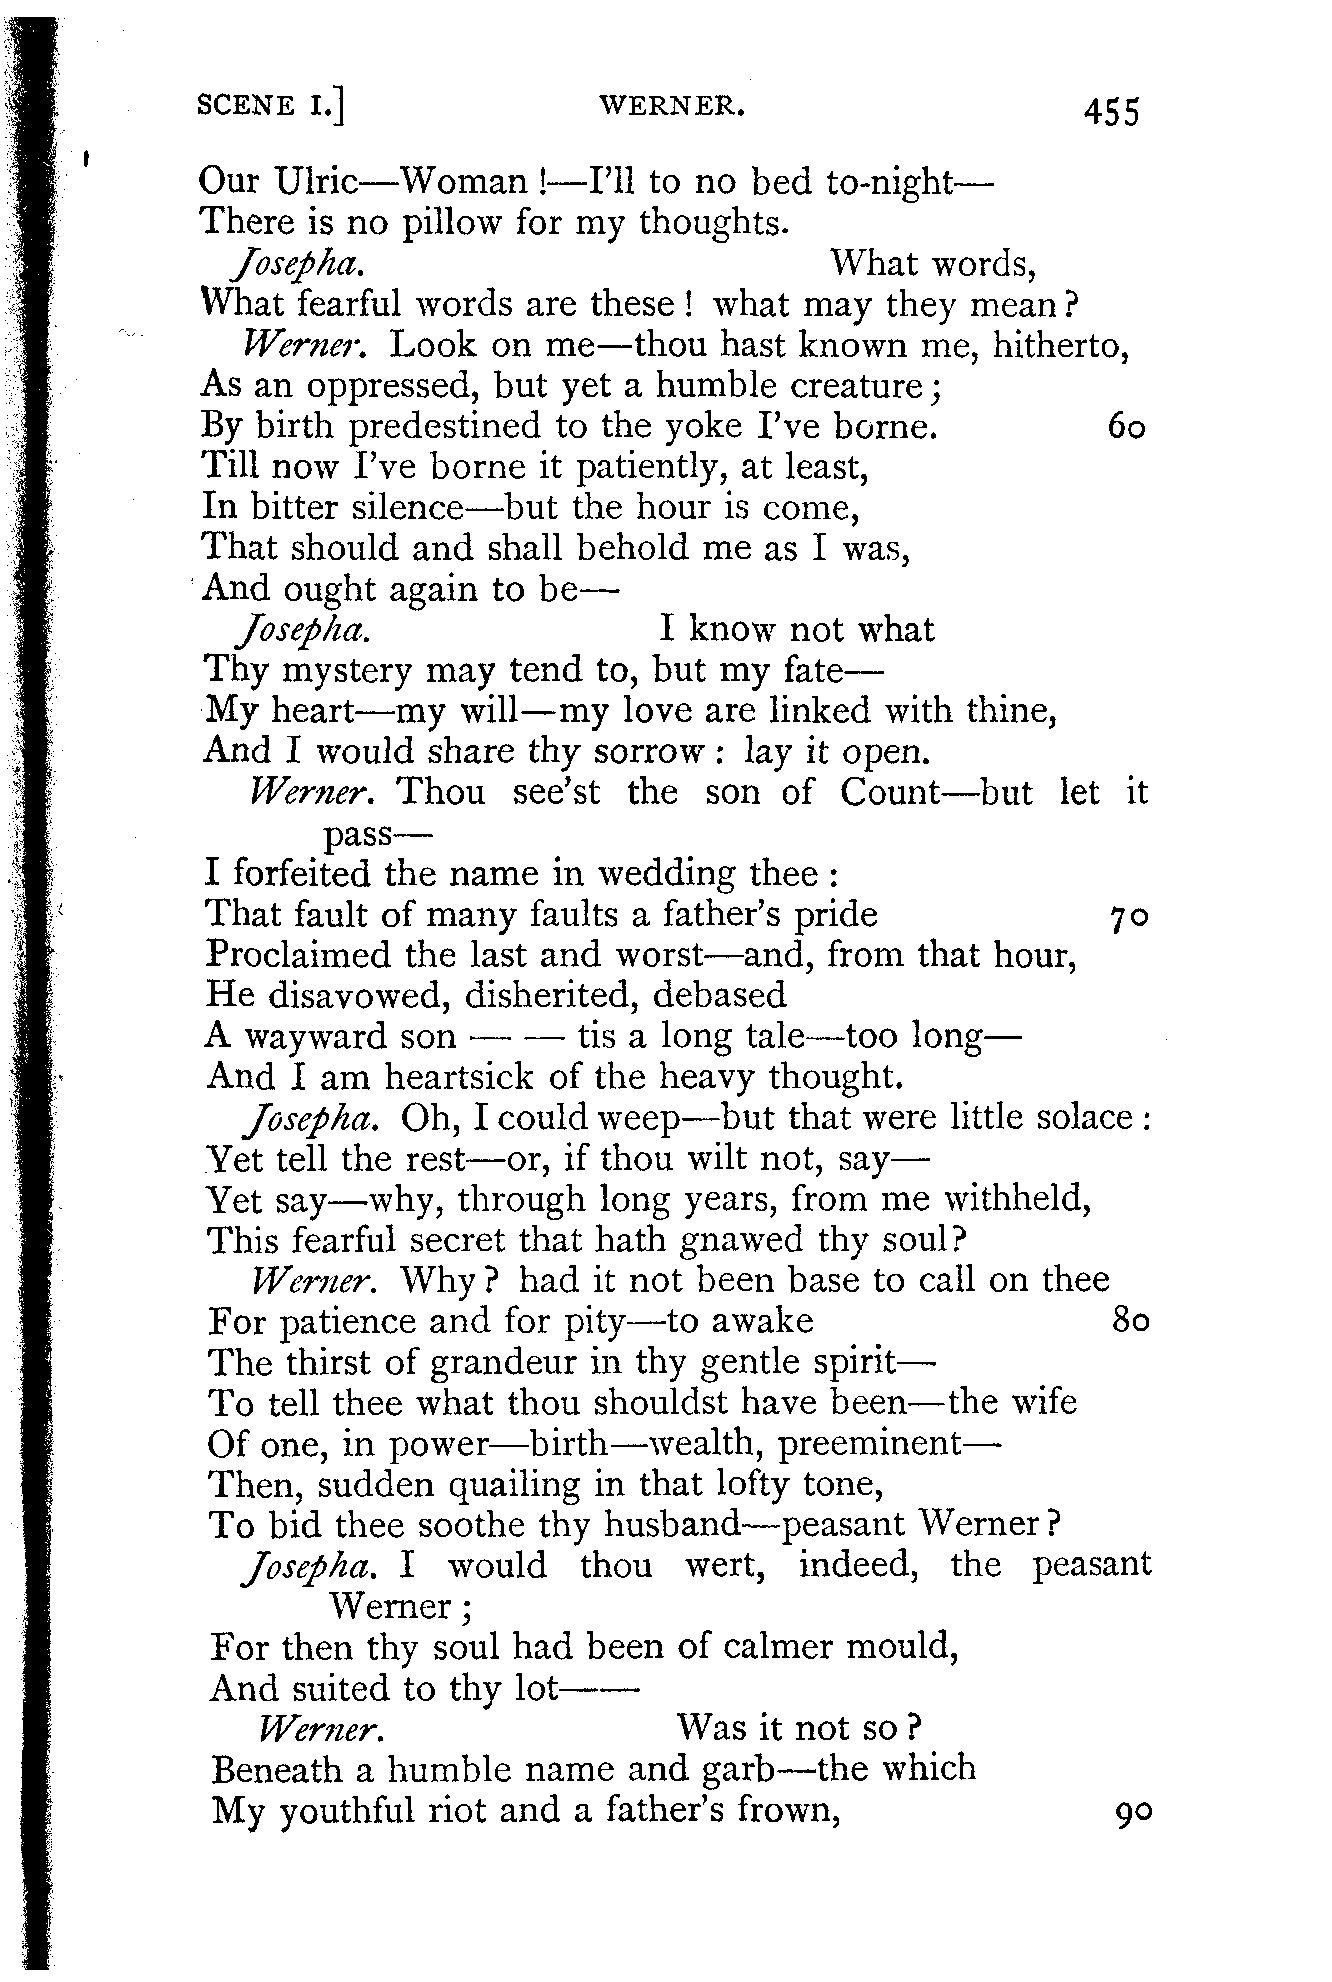 SCENE I.] WERNER. 455
Our Ulric—Woman !—I'll to no bed to-night—
There is no pillow for my thoughts.
Josepha. What words,
What fearful words are these ! what may they mean ?
Werner. Look on me—thou hast known me, hitherto,
As an oppressed, but yet a humble creature ;
By birth predestined to the yoke I've borne. 60
Till now I've borne it patiently, at least,
In bitter silence—but the hour is come,
That should and shall behold me as I was,
And ought again to be—
Josepha. I know not what
Thy mystery may tend to, but my fate—
My heart—my will—my love are linked with thine,
And I would share thy sorrow : lay it open.
Werner. Thou see'st the son of Count—but let it
pass—
I forfeited the name in wedding thee :
That fault of many faults a father's pride 70
Proclaimed the last and worst—and, from that hour,
He disavowed, disherited, debased
A wayward son — — tis a long tale—too long—
And I am heartsick of the heavy thought.
Josepha. Oh, I could weep—but that were little solace :
Yet tell the rest—or, if thou wilt not, say—
Yet say—why, through long years, from me withheld,
This fearful secret that hath gnawed thy soul?
Werner. Why ? had it not been base to call on thee
For patience and for pity—to awake 80
The thirst of grandeur in thy gentle spirit—
To tell thee what thou shouldst have been—the wife
Of one, in power—birth—wealth, preeminent—
Then, sudden quailing in that lofty tone,
To bid thee soothe thy husband—peasant Werner ?
Josepha. I would thou wert, indeed, the peasant
Werner ;
For then thy soul had been of calmer mould,
And suited to thy lot——
Werner. Was it not so ?
Beneath a humble name and garb—the which
My youthful riot and a father's frown, 90